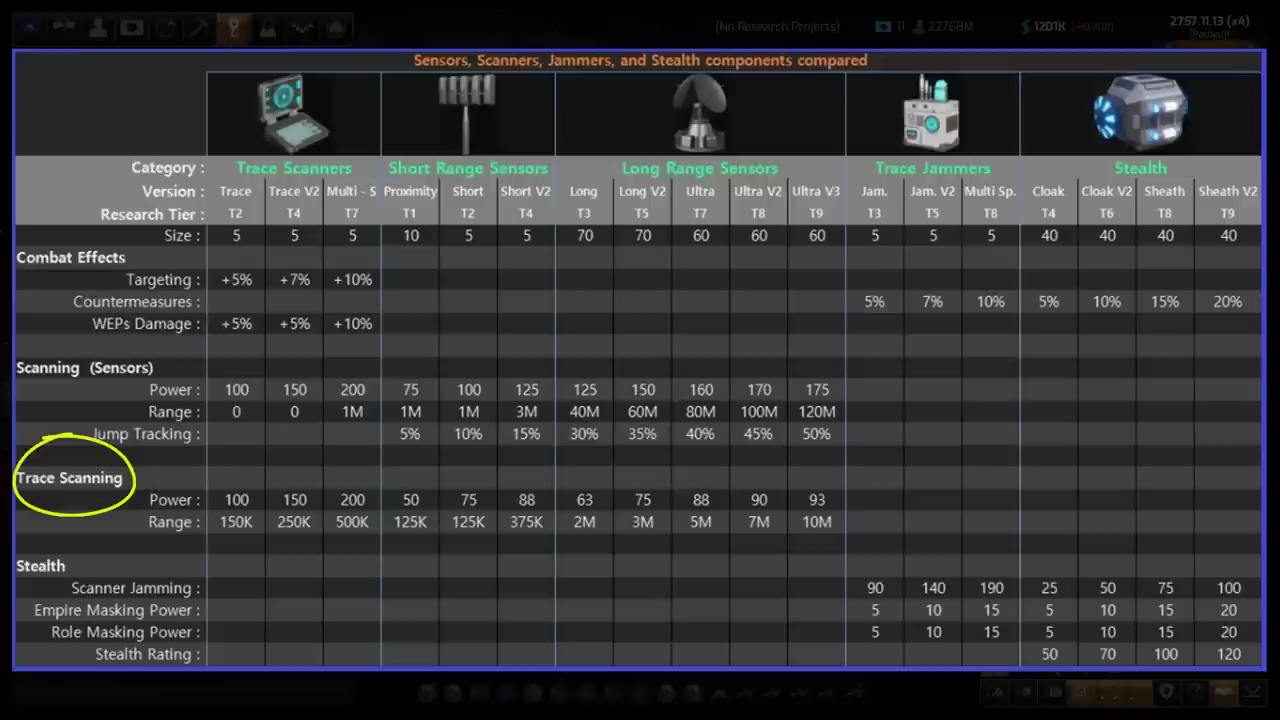 (No Research Projects) 11 2276BM 1201K 2757.11.13 (x4)
(Paused)
Sensors, Scanners, Jammers, and Stealth components compared
Category : Trace Scanners Short Range Sensors Long Range Sensors Trace Jammers Stealth
Version : Trace Trace V2 Multi - S Proximity Short Short V2 Long Long V2 Ultra Ultra V2 Ultra V3 Jam. Jam. V2 Multi Sp. Cloak Cloak V2 Sheath Sheath V2
Research Tier : T2 T4 T7 T1 T2 T4 T3 T5 T7 T8 T9 T3 T5 T8 T4 T6 T8 T9
Size : 5 5 5 10 5 5 70 70 60 60 60 5 5 5 40 40 40 40
Combat Effects
Targeting : +5% +7% +10%
Countermeasures : 5% 7% 10% 5% 10% 15% 20%
WEPs Damage : +5% +5% +10%
Scanning (Sensors)
Power : 100 150 200 75 100 125 125 150 160 170 175
Range : 0 0 1M 1M 1M 3M 40M 60M 80M 100M 120M
Jump Tracking : 5% 10% 15% 30% 35% 40% 45% 50%
Trace Scanning
Power : 100 150 200 50 75 88 63 75 88 90 93
Range : 150K 250K 500K 125K 125K 375K 2M 3M 5M 7M 10M
Stealth
Scanner Jamming : 90 140 190 25 50 75 100
Empire Masking Power : 5 10 15 5 10 15 20
Role Masking Power : 5 10 15 5 10 15 20
Stealth Rating : 50 70 100 120